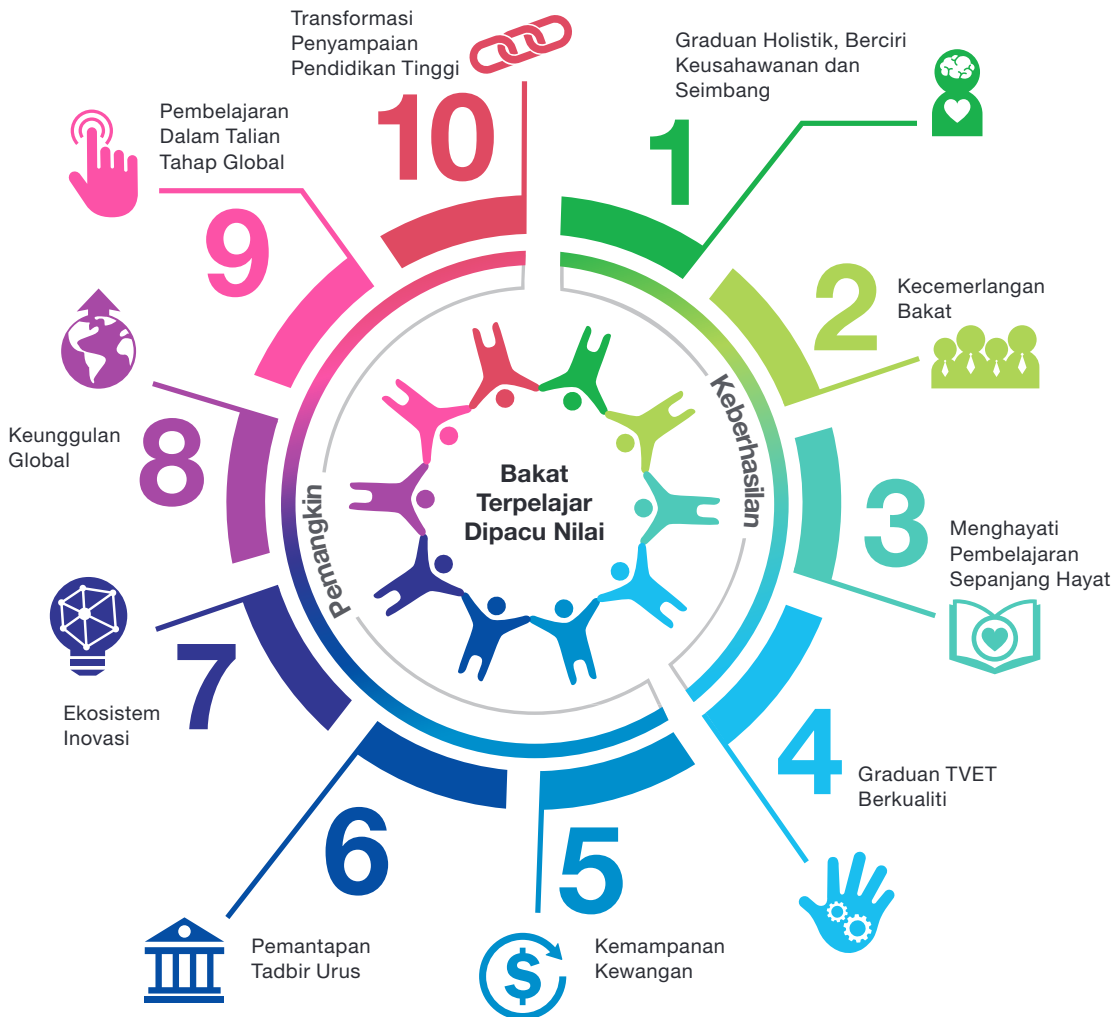 1
Graduan Holistik, Berciri
Keusahawanan dan
Seimbang
2
Kecemerlangan
Bakat
3
Menghayati
Pembelajaran
Sepanjang Hayat
4
Graduan TVET
Berkualiti
5
Kemampanan
Kewangan
$
6
Pemantapan
Tadbir Urus
7
Ekosistem
Inovasi
8
Keunggulan
Global
9
Pembelajaran
Dalam Talian
Tahap Global
10
Transformasi
Penyampaian
Pendidikan Tinggi
Keberhasilan
Pemangkin
Bakat
Terpelajar
Dipacu Nilai